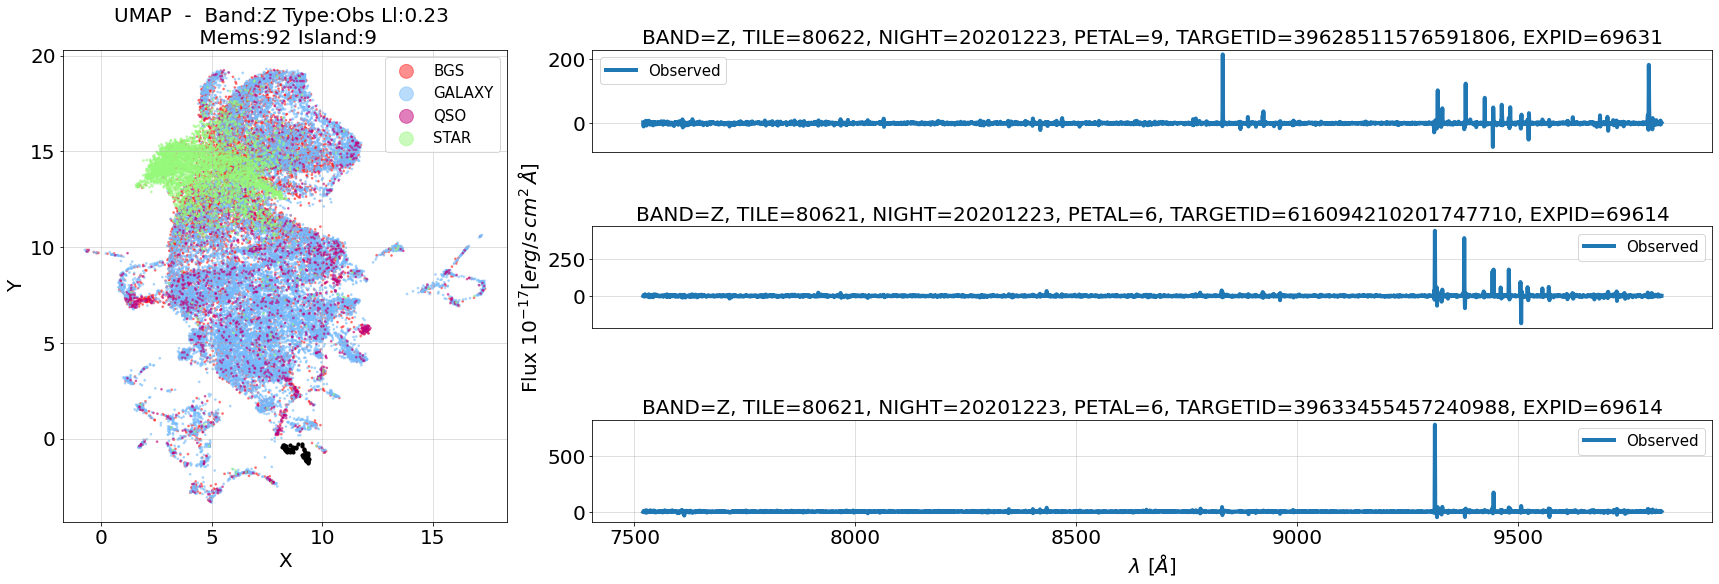 UMAP - Band:Z Type:Obs Ll:0.23
Mems:92 Island:9
20
15
10
5
0
Y
0 5 10 15
X
BGS
GALAXY
QSO
STAR
Flux 10^{-17}[erg/s cm^2 Å]
BAND=Z, TILE=80622, NIGHT=20201223, PETAL=9, TARGETID=39628511576591806, EXPID=69631
200
0
Observed
BAND=Z, TILE=80621, NIGHT=20201223, PETAL=6, TARGETID=616094210201747710, EXPID=69614
250
0
Observed
BAND=Z, TILE=80621, NIGHT=20201223, PETAL=6, TARGETID=39633455457240988, EXPID=69614
500
0
Observed
7500 8000 8500 9000 9500
λ [Å]